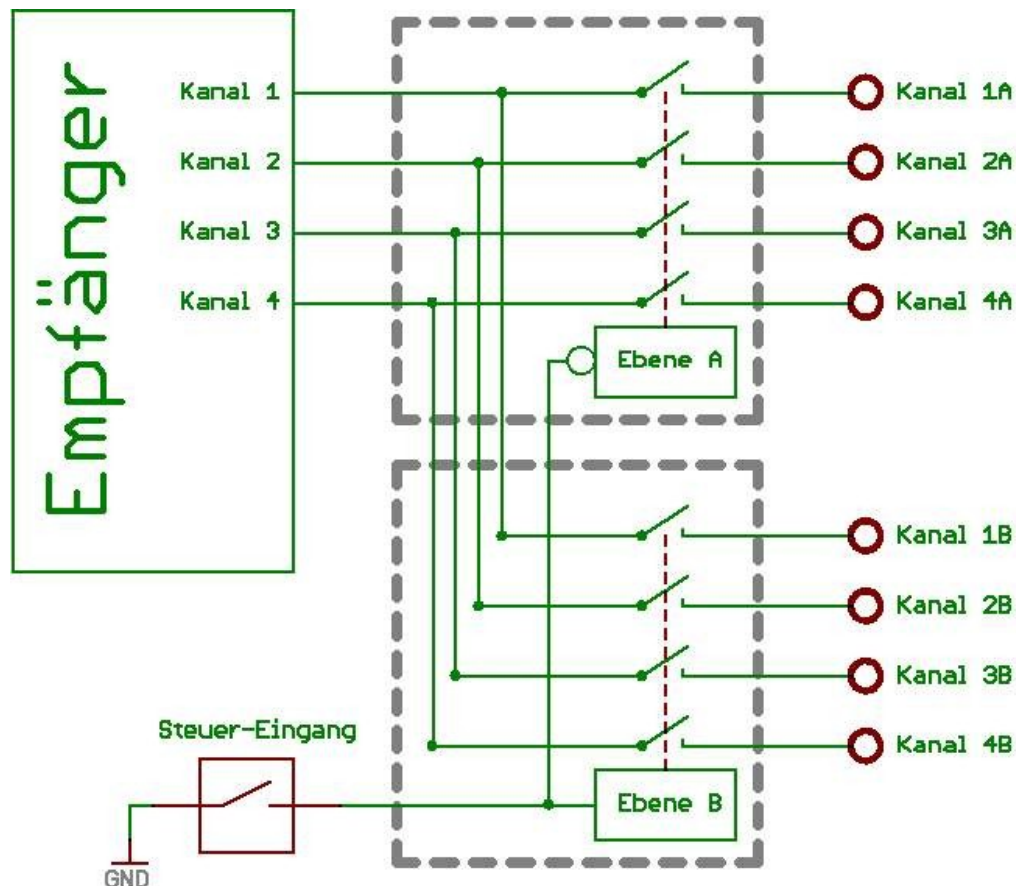 Empfänger
Kanal 1
Kanal 2
Kanal 3
Kanal 4
Kanal 1A
Kanal 2A
Kanal 3A
Kanal 4A
Ebene A
Kanal 1B
Kanal 2B
Kanal 3B
Kanal 4B
Ebene B
Steuer-Eingang
GND